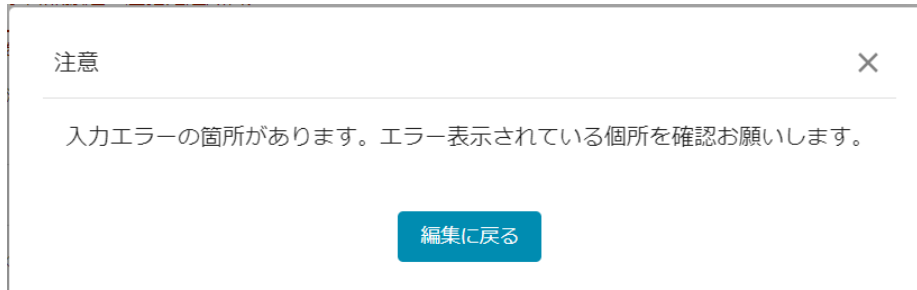 注意
入力エラーの箇所があります。エラー表示されている個所を確認お願いします。
編集に戻る